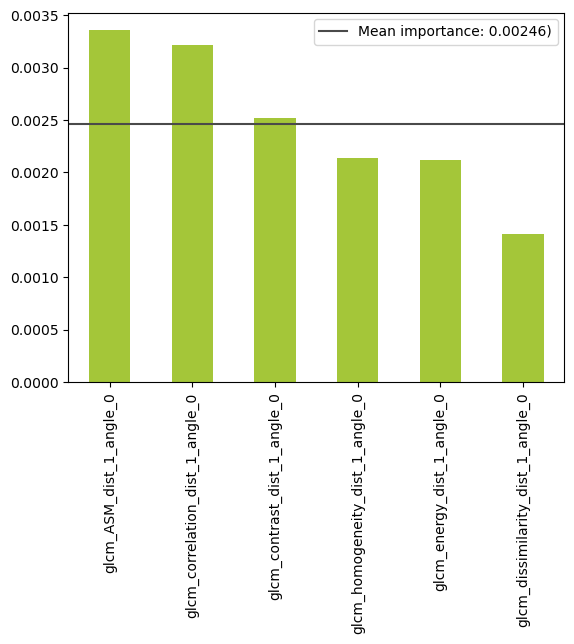 0.0035
0.0030
0.0025
0.0020
0.0015
0.0010
0.0005
0.0000
Mean importance: 0.00246)
glcm_ASM_dist_1_angle_0
glcm_correlation_dist_1_angle_0
glcm_contrast_dist_1_angle_0
glcm_homogeneity_dist_1_angle_0
glcm_energy_dist_1_angle_0
glcm_dissimilarity_dist_1_angle_0